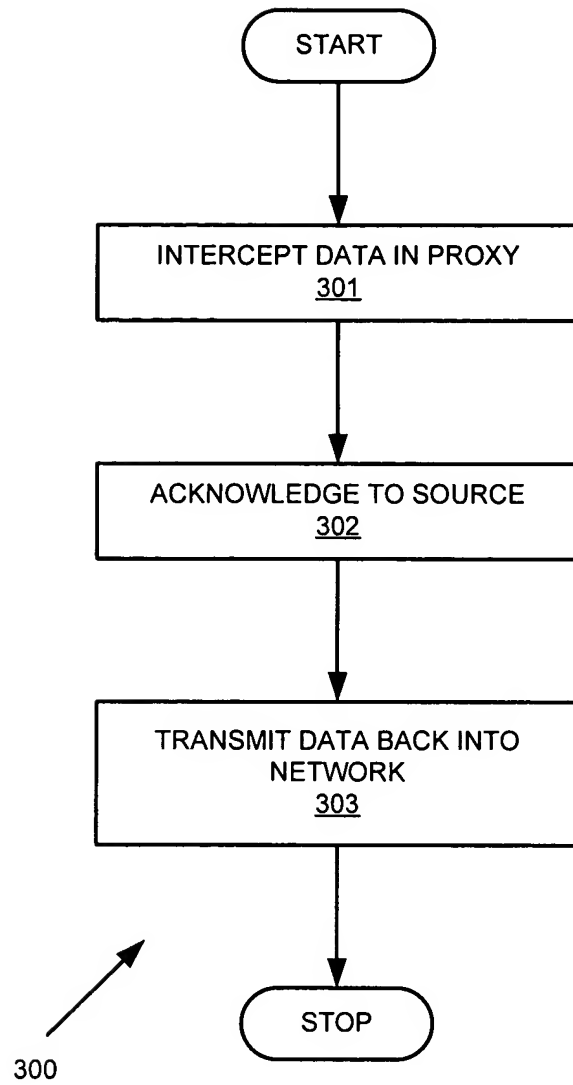 START
INTERCEPT DATA IN PROXY
301
ACKNOWLEDGE TO SOURCE
302
TRANSMIT DATA BACK INTO
NETWORK
303
STOP
300